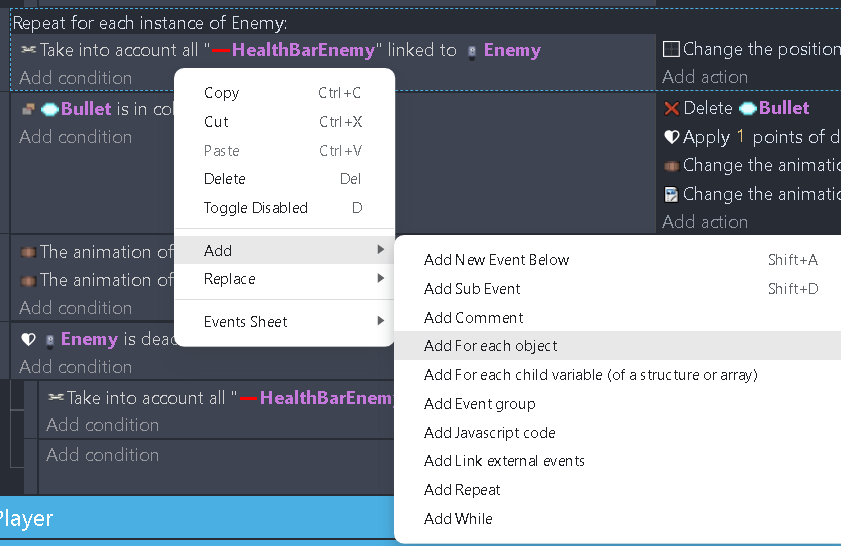 Repeat for each instance of Enemy:
Take into account all "HealthBarEnemy" linked to Enemy
Change the position
Add condition
Add action
Copy Ctrl+C
Cut Ctrl+X
Paste Ctrl+V
Delete Del
Toggle Disabled D
Add
Replace
Events Sheet
Bullet is in col
Add condition
Delete Bullet
Apply 1 points of d
Change the animatio
Change the animatio
Add action
Add New Event Below Shift+A
Add Sub Event Shift+D
Add Comment
Add For each object
Add For each child variable (of a structure or array)
Add Event group
Add Javascript code
Add Link external events
Add Repeat
Add While
The animation of
The animation of
Add condition
Enemy is dead
Add condition
Take into account all "HealthBarEnemy
Add condition
Add condition
Player